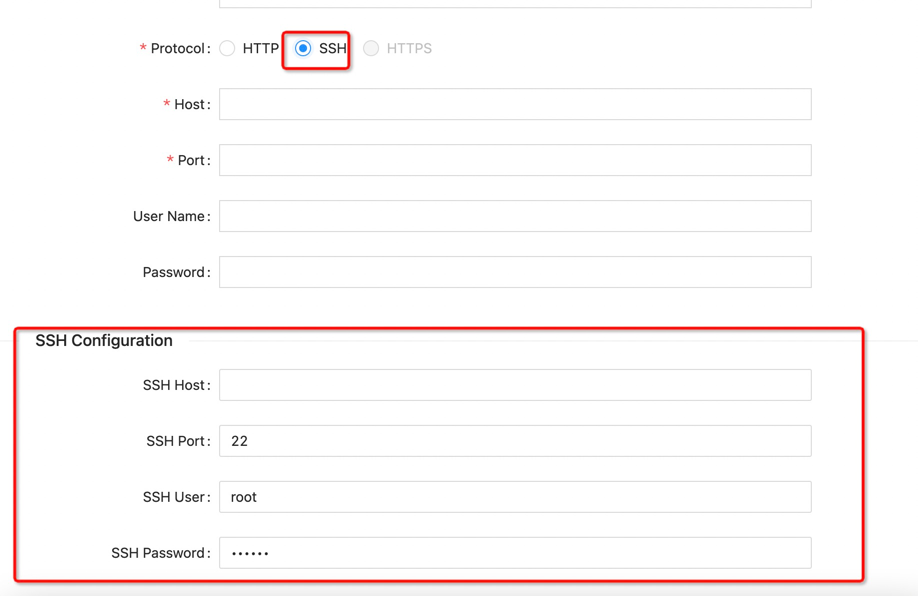 * Protocol: HTTP SSH HTTPS
* Host:
* Port:
User Name:
Password:
SSH Configuration
SSH Host:
SSH Port: 22
SSH User: root
SSH Password: ••••••